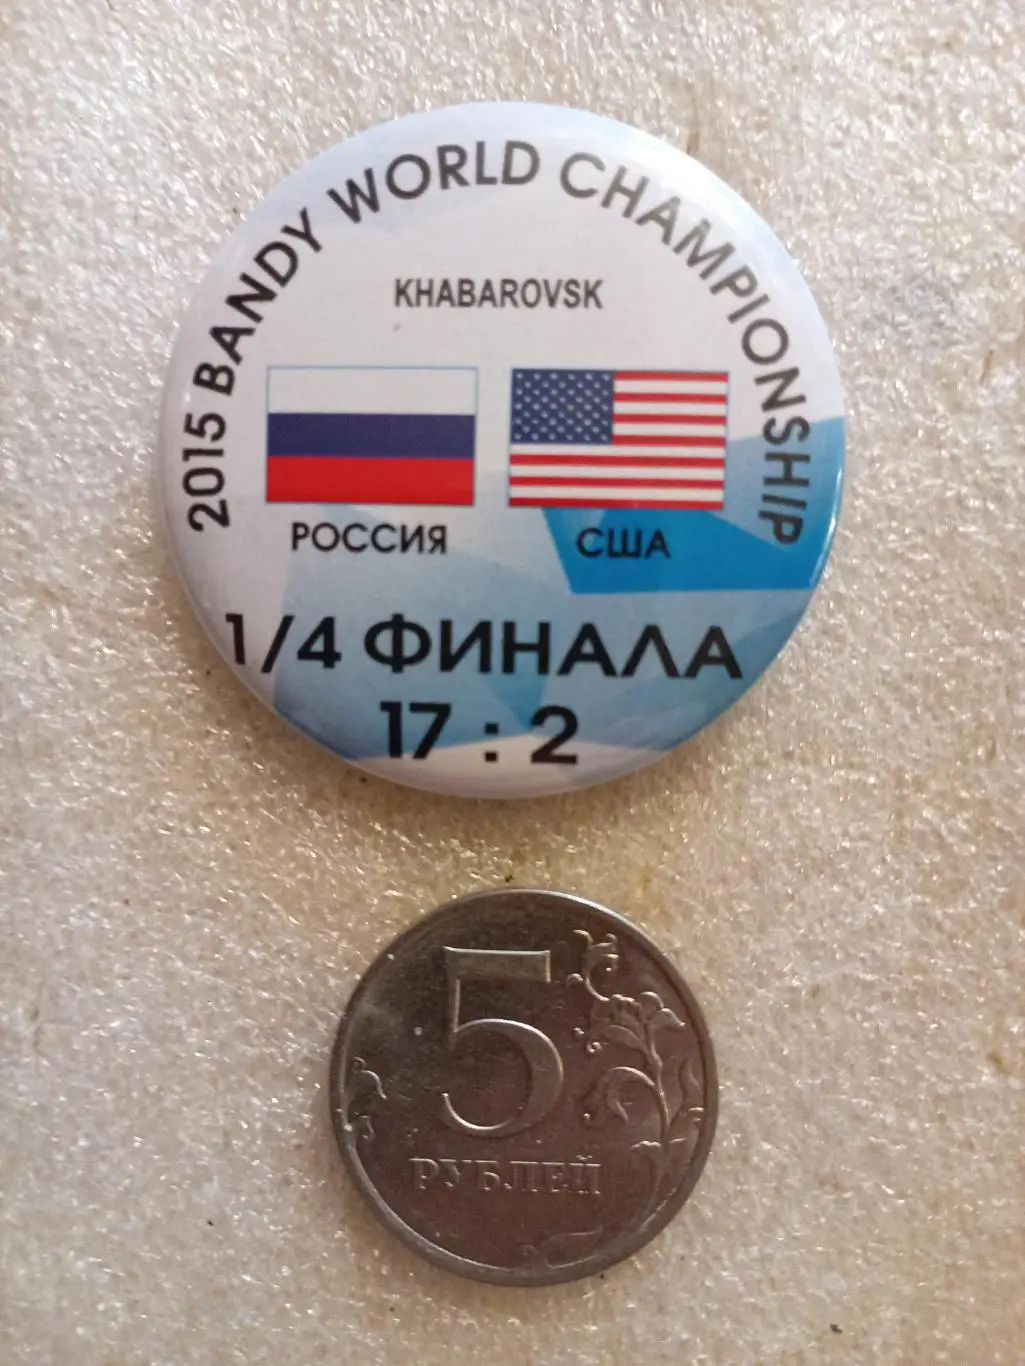 2015 BANDY WORLD CHAMPIONSHIP
KHABAROVSK
РОССИЯ США
1/4 ФИНАЛА
17 : 2
5
РУБЛЕЙ